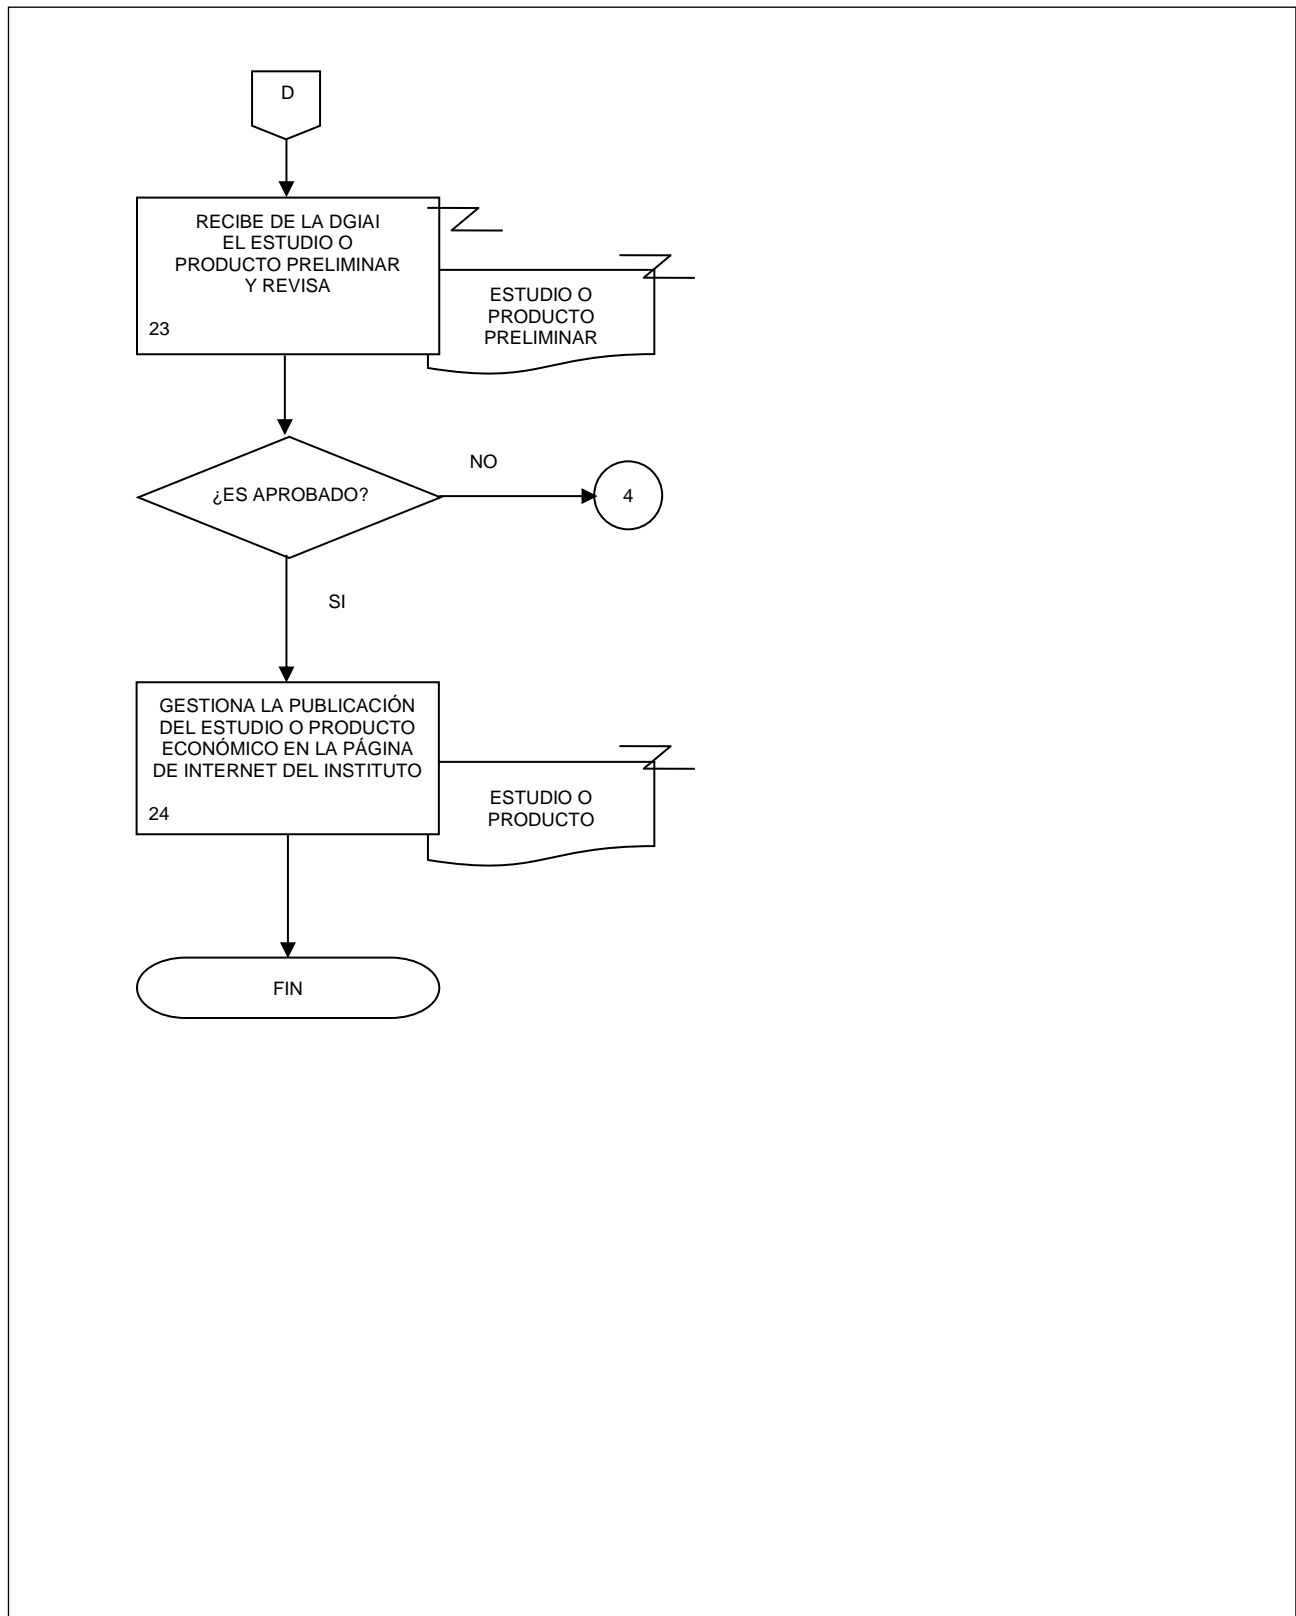 D
RECIBE DE LA DGIAI
EL ESTUDIO O
PRODUCTO PRELIMINAR
Y REVISA
23
ESTUDIO O
PRODUCTO
PRELIMINAR
¿ES APROBADO?
NO
4
SI
GESTIONA LA PUBLICACIÓN
DEL ESTUDIO O PRODUCTO
ECONÓMICO EN LA PÁGINA
DE INTERNET DEL INSTITUTO
24
ESTUDIO O
PRODUCTO
FIN